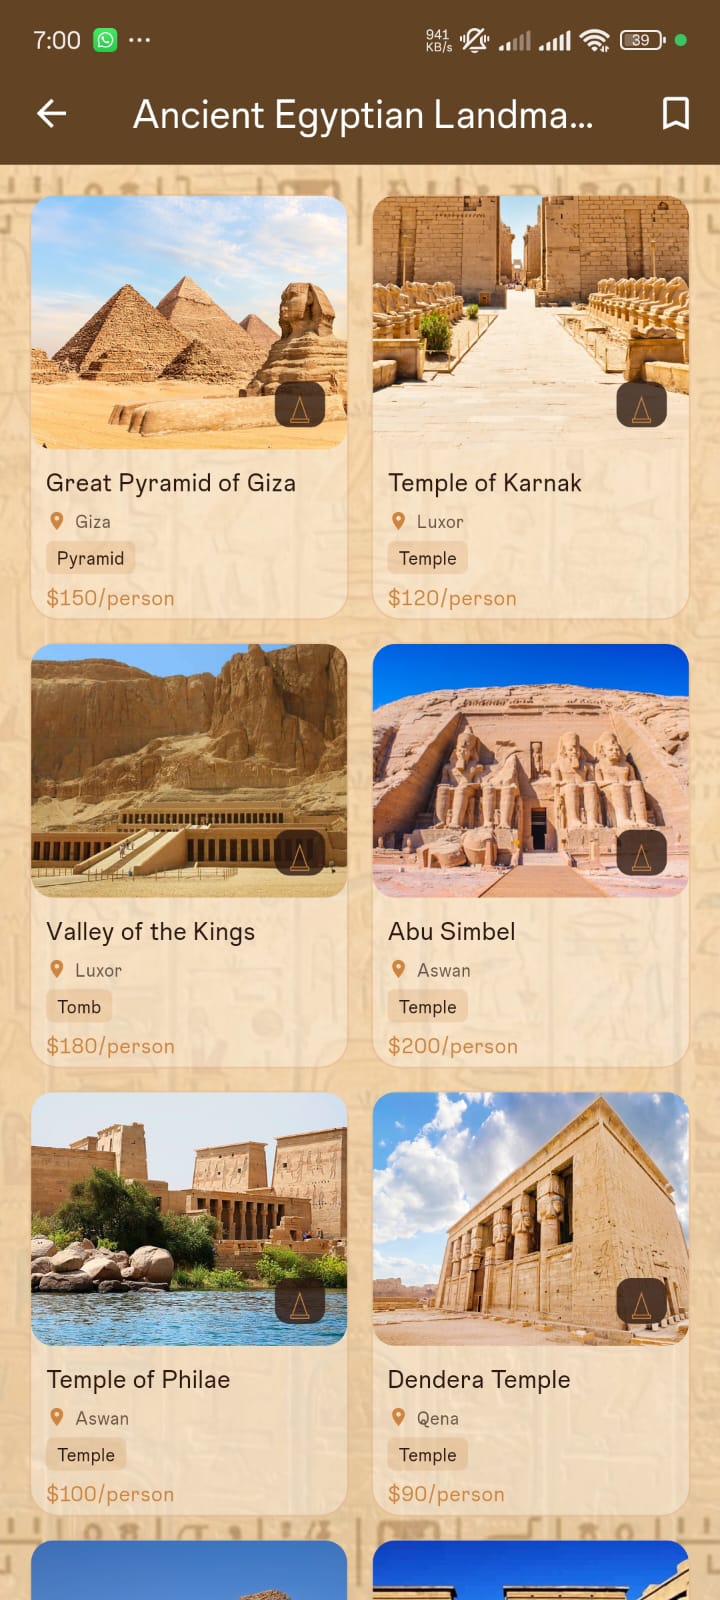 7:00
941
KB/s
39
Ancient Egyptian Landma...
Great Pyramid of Giza
Giza
Pyramid
$150/person
Temple of Karnak
Luxor
Temple
$120/person
Valley of the Kings
Luxor
Tomb
$180/person
Abu Simbel
Aswan
Temple
$200/person
Temple of Philae
Aswan
Temple
$100/person
Dendera Temple
Qena
Temple
$90/person